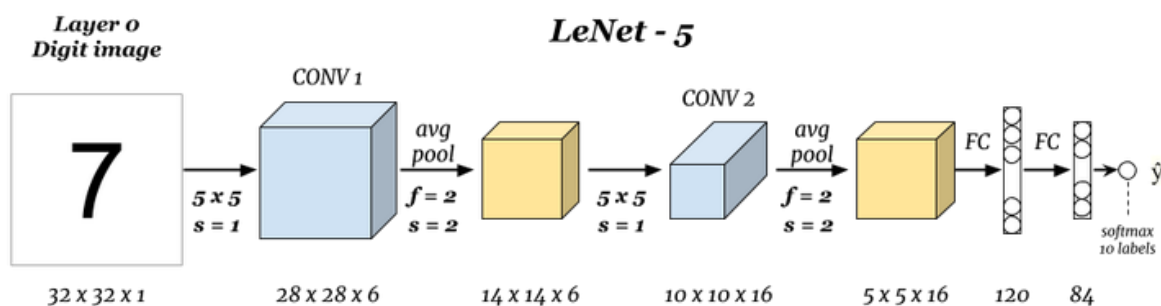 Layer 0
Digit image
LeNet - 5
CONV 1
CONV 2
7
avg
pool
avg
pool
FC
FC
5 x 5
s = 1
f = 2
s = 2
5 x 5
s = 1
f = 2
s = 2
ŷ
softmax
10 labels
32 x 32 x 1
28 x 28 x 6
14 x 14 x 6
10 x 10 x 16
5 x 5 x 16
120
84